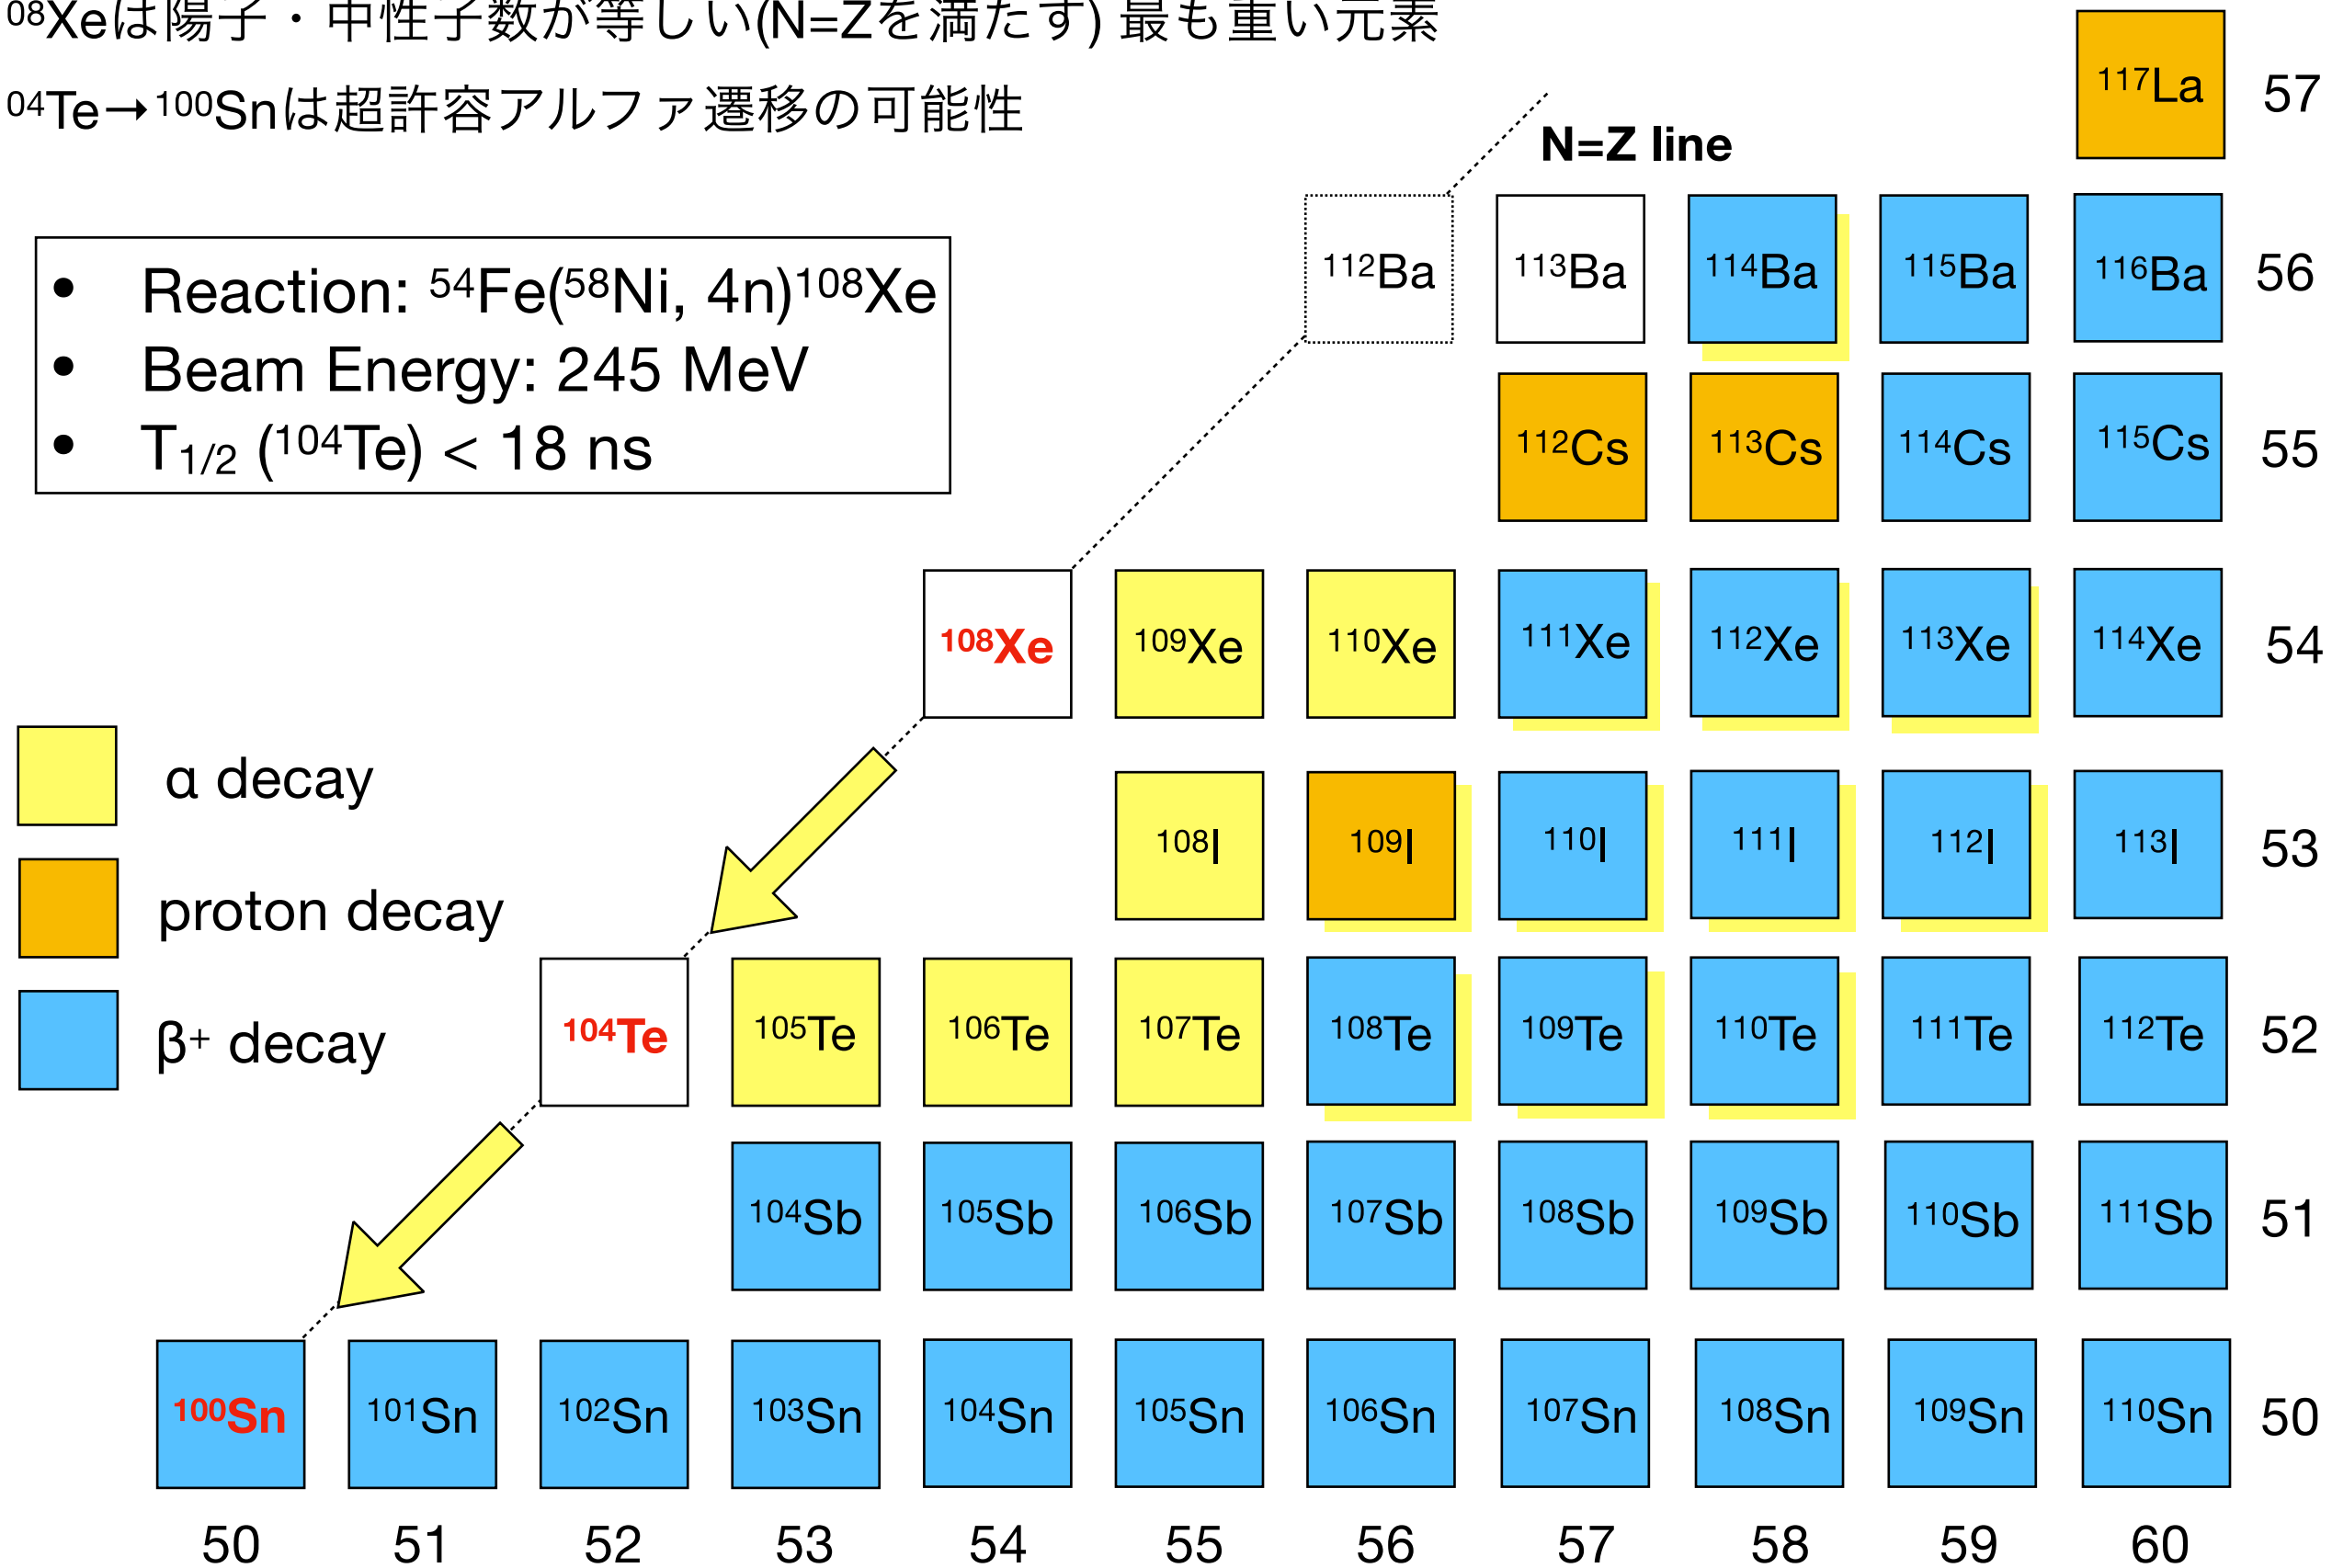 08Xeは陽子・中性子数が等しい(N=Zを満たす) 最も重い元素
04Te→100Snは超許容アルファ遷移の可能性
N=Z line
• Reaction: 54Fe(58Ni, 4n)108Xe
• Beam Energy: 245 MeV
• T1/2 (104Te) < 18 ns
117La 57
112Ba 113Ba 114Ba 115Ba 116Ba 56
112Cs 113Cs 114Cs 115Cs 55
108Xe 109Xe 110Xe 111Xe 112Xe 113Xe 114Xe 54
α decay
108I 109I 110I 111I 112I 113I 53
proton decay
104Te 105Te 106Te 107Te 108Te 109Te 110Te 111Te 112Te 52
β+ decay
104Sb 105Sb 106Sb 107Sb 108Sb 109Sb 110Sb 111Sb 51
100Sn 101Sn 102Sn 103Sn 104Sn 105Sn 106Sn 107Sn 108Sn 109Sn 110Sn 50
50 51 52 53 54 55 56 57 58 59 60